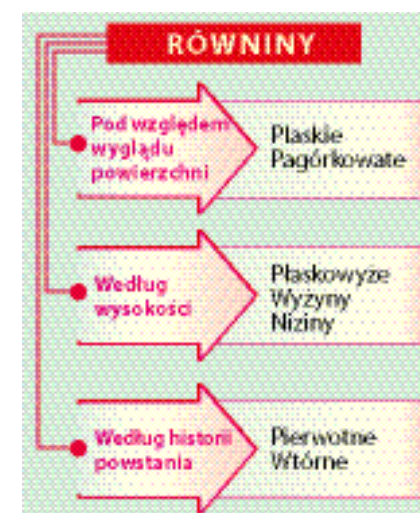 RÓWNINY
Pod względem
wyglądu
powierzchni
Płaskie
Pagórkowate
Według
wysokości
Płaskowyże
Wyżyny
Niziny
Według historii
powstania
Pierwotne
Wtórne